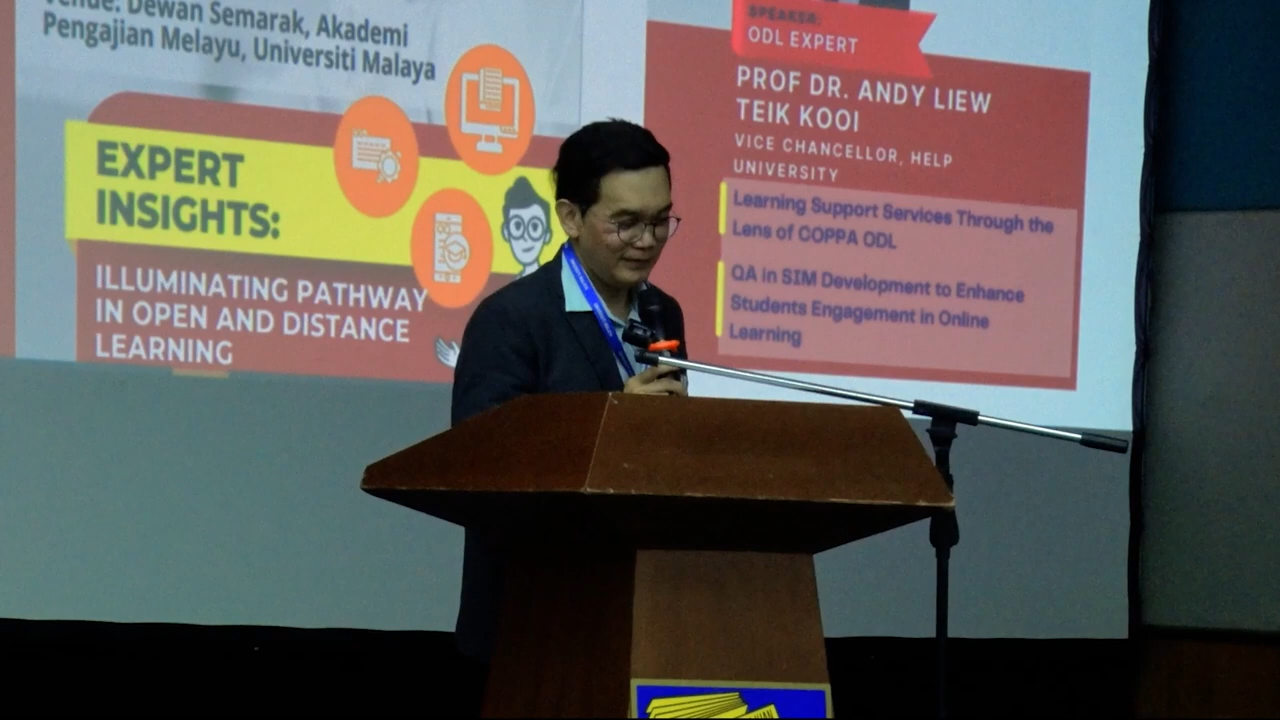 Venue: Dewan Semarak, Akademi
Pengajian Melayu, Universiti Malaya
EXPERT
INSIGHTS:
ILLUMINATING PATHWAY
IN OPEN AND DISTANCE
LEARNING
SPEAKER:
ODL EXPERT
PROF DR. ANDY LIEW
TEIK KOOI
VICE CHANCELLOR, HELP
UNIVERSITY
Learning Support Services Through the
Lens of COPPA ODL
QA in SIM Development to Enhance
Students Engagement in Online
Learning